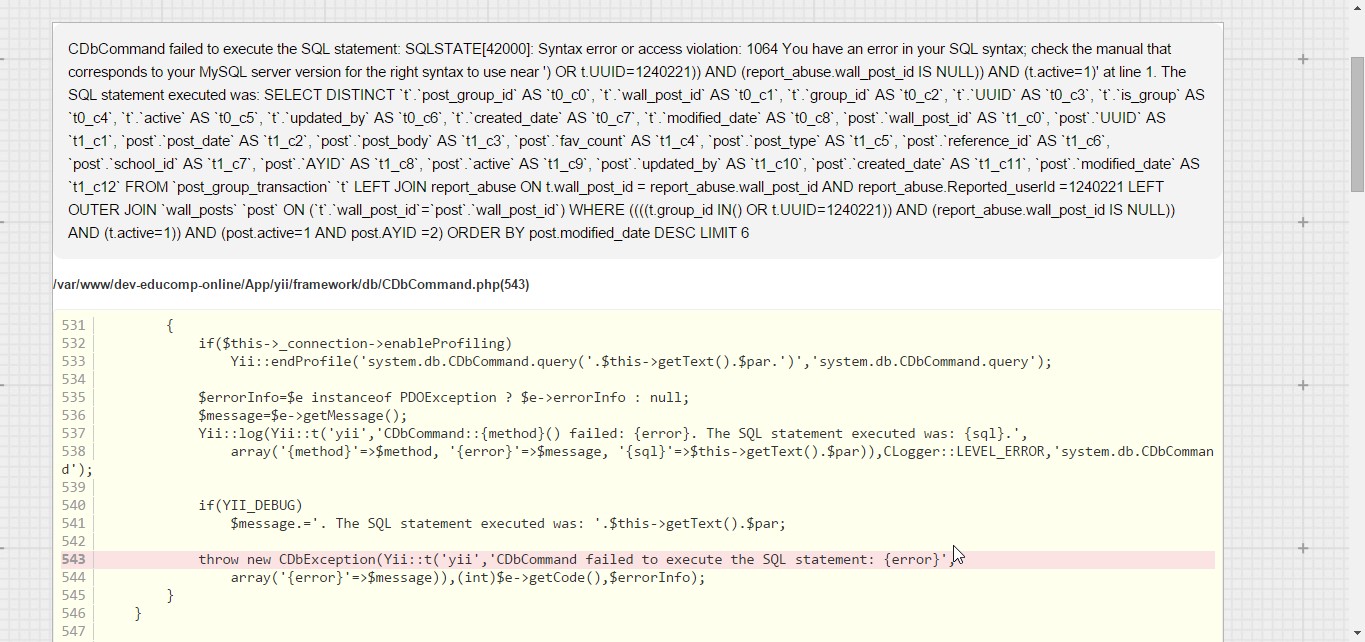 CDbCommand failed to execute the SQL statement: SQLSTATE[42000]: Syntax error or access violation: 1064 You have an error in your SQL syntax; check the manual that
corresponds to your MySQL server version for the right syntax to use near ') OR t.UUID=1240221)) AND (report_abuse.wall_post_id IS NULL)) AND (t.active=1)' at line 1. The
SQL statement executed was: SELECT DISTINCT `t`.`post_group_id` AS `t0_c0`, `t`.`wall_post_id` AS `t0_c1`, `t`.`group_id` AS `t0_c2`, `t`.`UUID` AS `t0_c3`, `t`.`is_group` AS
`t0_c4`, `t`.`active` AS `t0_c5`, `t`.`updated_by` AS `t0_c6`, `t`.`created_date` AS `t0_c7`, `t`.`modified_date` AS `t0_c8`, `post`.`wall_post_id` AS `t1_c0`, `post`.`UUID` AS
`t1_c1`, `post`.`post_date` AS `t1_c2`, `post`.`post_body` AS `t1_c3`, `post`.`fav_count` AS `t1_c4`, `post`.`post_type` AS `t1_c5`, `post`.`reference_id` AS `t1_c6`,
`post`.`school_id` AS `t1_c7`, `post`.`AYID` AS `t1_c8`, `post`.`active` AS `t1_c9`, `post`.`updated_by` AS `t1_c10`, `post`.`created_date` AS `t1_c11`, `post`.`modified_date` AS
`t1_c12` FROM `post_group_transaction` `t` LEFT JOIN report_abuse ON t.wall_post_id = report_abuse.wall_post_id AND report_abuse.Reported_userId =1240221 LEFT
OUTER JOIN `wall_posts` `post` ON (`t`.`wall_post_id`=`post`.`wall_post_id`) WHERE ((((t.group_id IN() OR t.UUID=1240221)) AND (report_abuse.wall_post_id IS NULL))
AND (t.active=1)) AND (post.active=1 AND post.AYID =2) ORDER BY post.modified_date DESC LIMIT 6
/var/www/dev-educomp-online/App/yii/framework/db/CDbCommand.php(543)
531 {
532 if($this->_connection->enableProfiling)
533 Yii::endProfile('system.db.CDbCommand.query('.$this->getText().$par.')','system.db.CDbCommand.query');
534
535 $errorInfo=$e instanceof PDOException ? $e->errorInfo : null;
536 $message=$e->getMessage();
537 Yii::log(Yii::t('yii','CDbCommand::{method}() failed: {error}. The SQL statement executed was: {sql}.',
538 array('{method}'=>$method, '{error}'=>$message, '{sql}'=>$this->getText().$par)),CLogger::LEVEL_ERROR,'system.db.CDbComman
d');
539
540 if(YII_DEBUG)
541 $message.='. The SQL statement executed was: '.$this->getText().$par;
542
543 throw new CDbException(Yii::t('yii','CDbCommand failed to execute the SQL statement: {error}',
544 array('{error}'=>$message)),(int)$e->getCode(),$errorInfo);
545 }
546 }
547